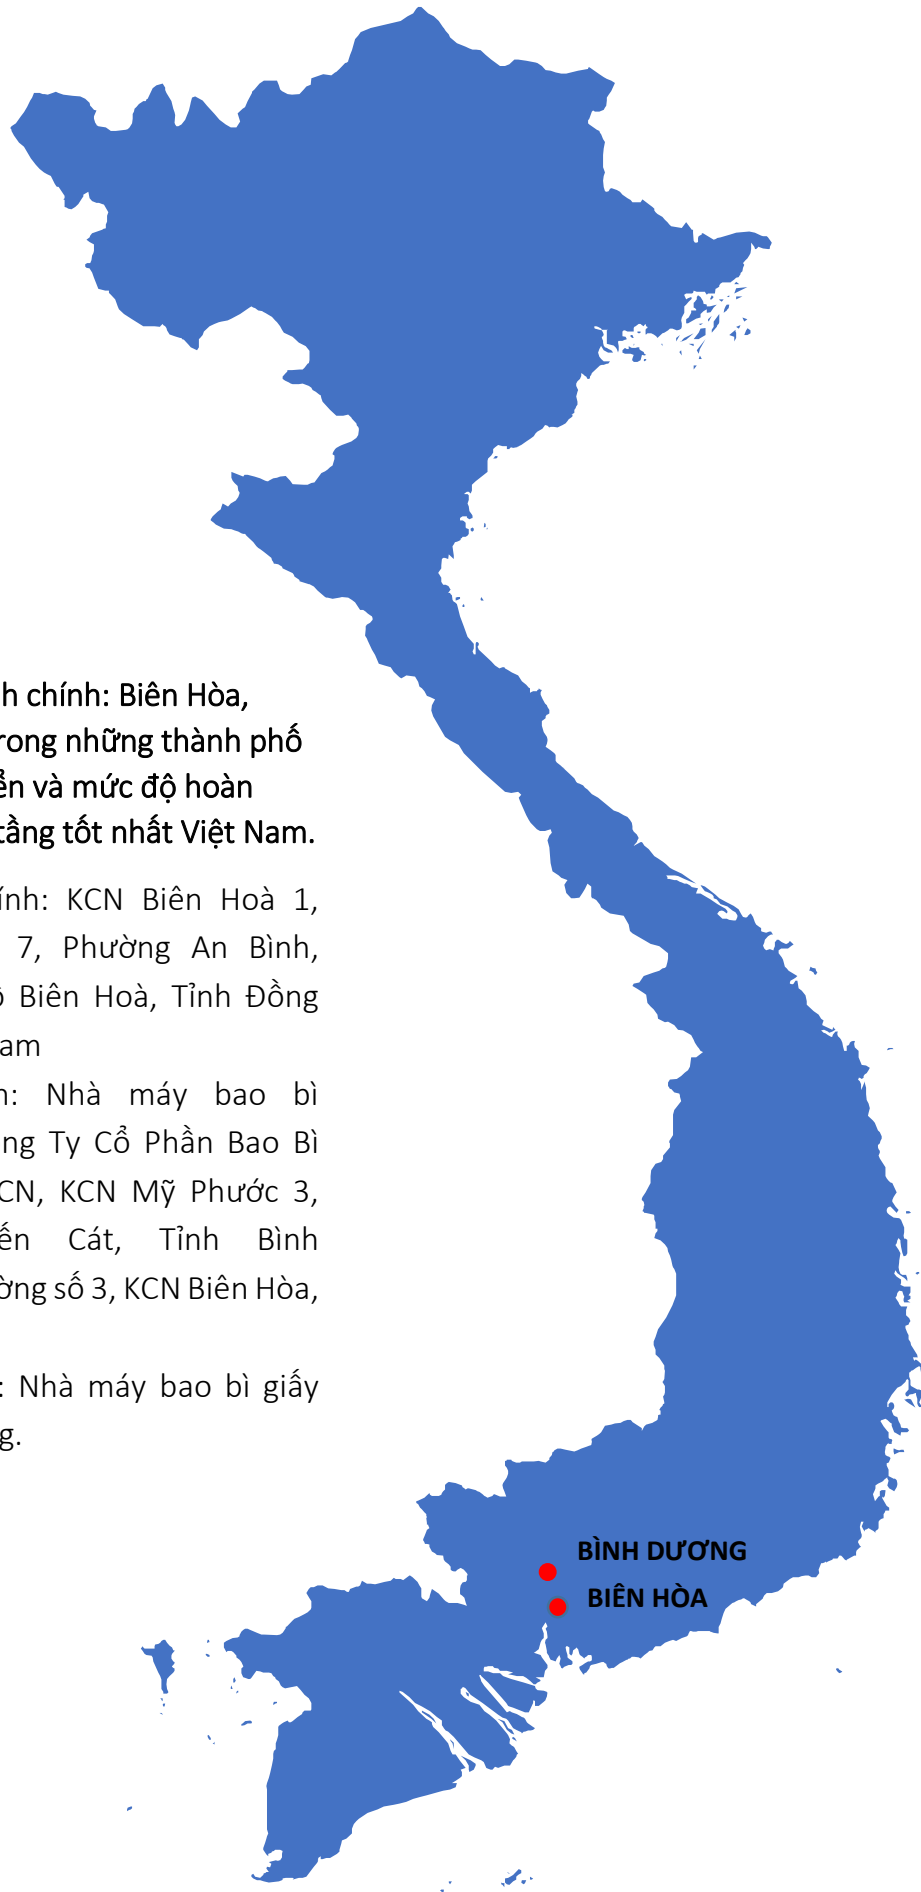 h chính: Biên Hòa,
rong những thành phố
ển và mức độ hoàn
tầng tốt nhất Việt Nam.
ính: KCN Biên Hoà 1,
7, Phường An Bình,
Biên Hoà, Tỉnh Đồng
am
n: Nhà máy bao bì
ng Ty Cổ Phần Bao Bì
CN, KCN Mỹ Phước 3,
ến Cát, Tỉnh Bình
ờng số 3, KCN Biên Hòa,
: Nhà máy bao bì giấy
g.
BÌNH DƯƠNG
BIÊN HÒA